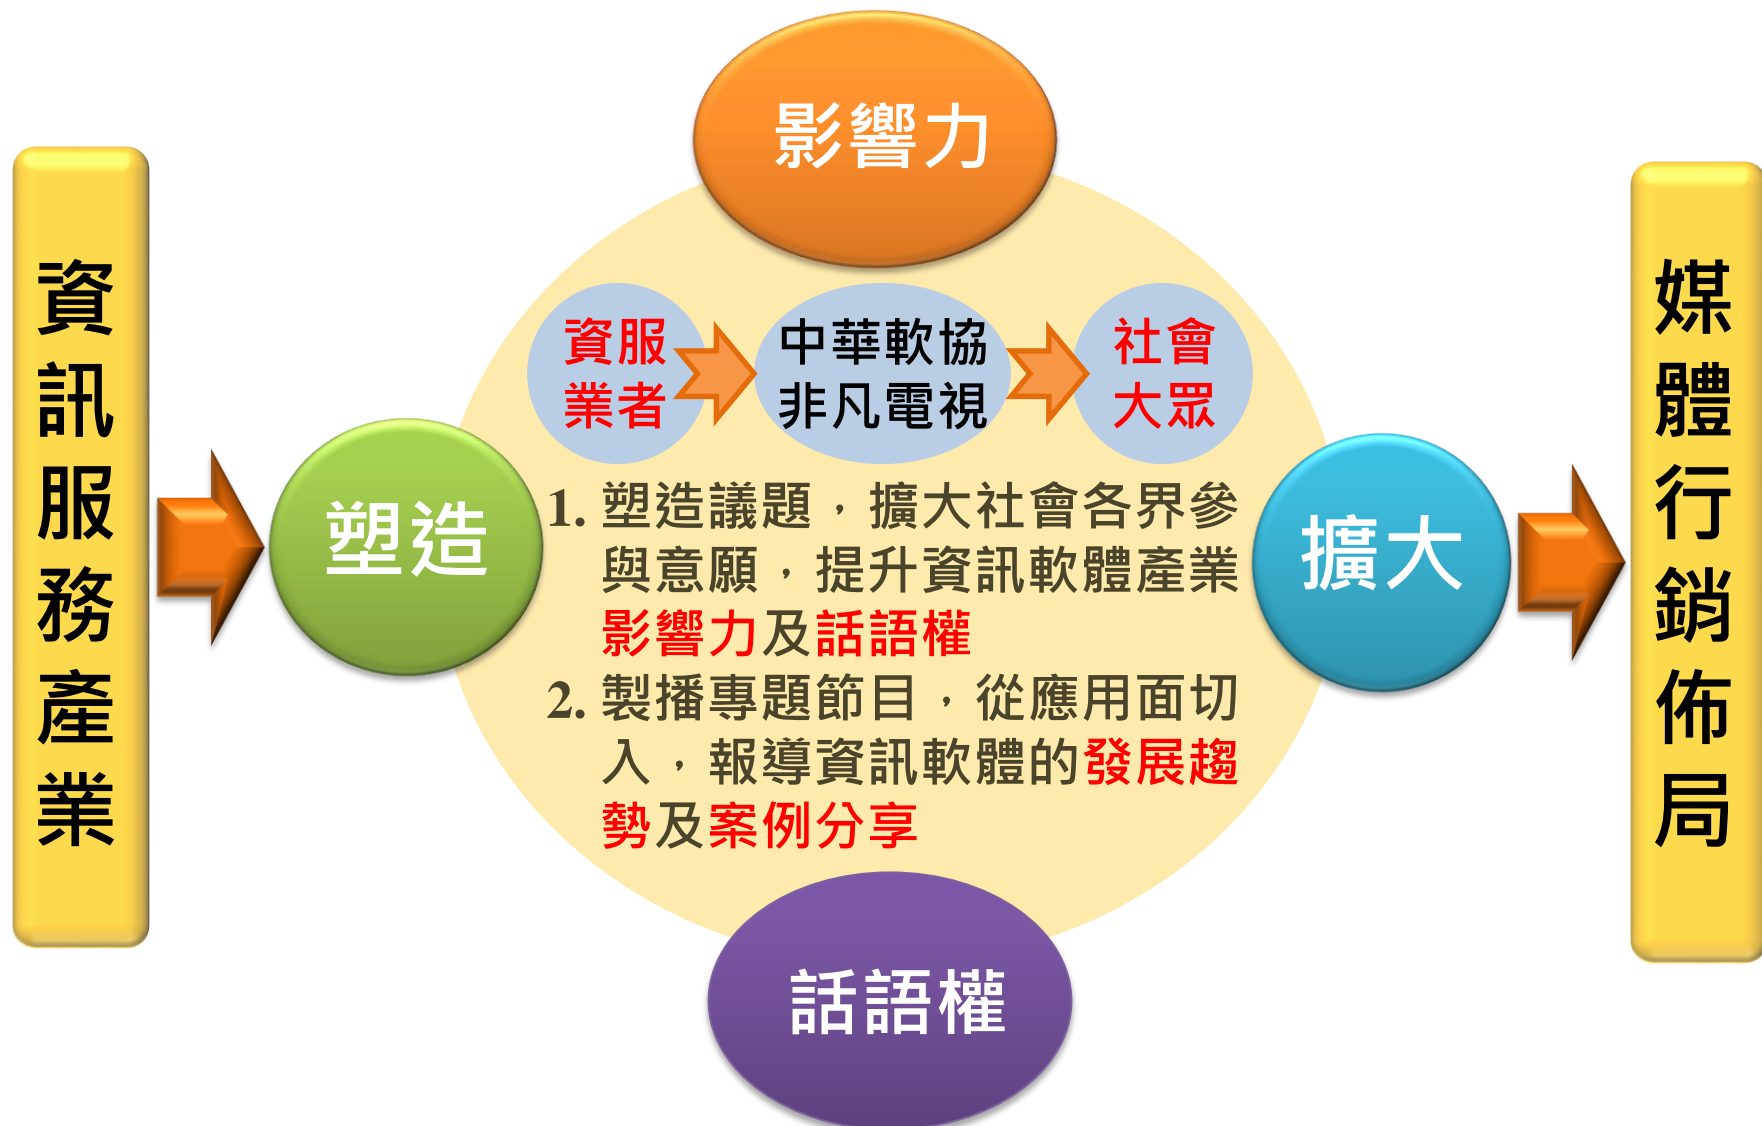 影響力
資訊服務產業
媒體行銷佈局
資服
業者
中華軟協
非凡電視
社會
大眾
塑造
擴大
1. 塑造議題，擴大社會各界參
與意願，提升資訊軟體產業
影響力及話語權
2. 製播專題節目，從應用面切
入，報導資訊軟體的發展趨
勢及案例分享
話語權